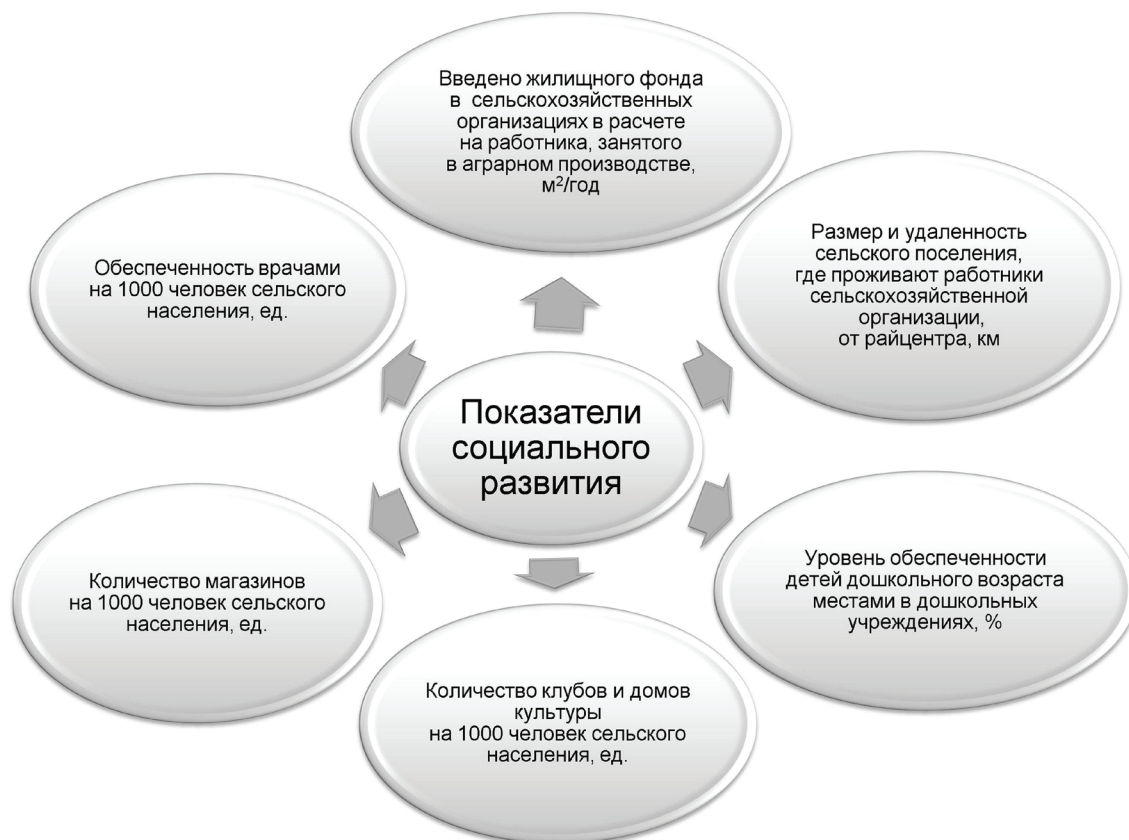 Введено жилищного фонда
в сельскохозяйственных
организациях в расчете
на работника, занятого
в аграрном производстве,
м²/год
Размер и удаленность
сельского поселения,
где проживают работники
сельскохозяйственной
организации,
от райцентра, км
Обеспеченность врачами
на 1000 человек сельского
населения, ед.
Показатели
социального
развития
Уровень обеспеченности
детей дошкольного возраста
местами в дошкольных
учреждениях, %
Количество магазинов
на 1000 человек сельского
населения, ед.
Количество клубов и домов
культуры
на 1000 человек сельского
населения, ед.